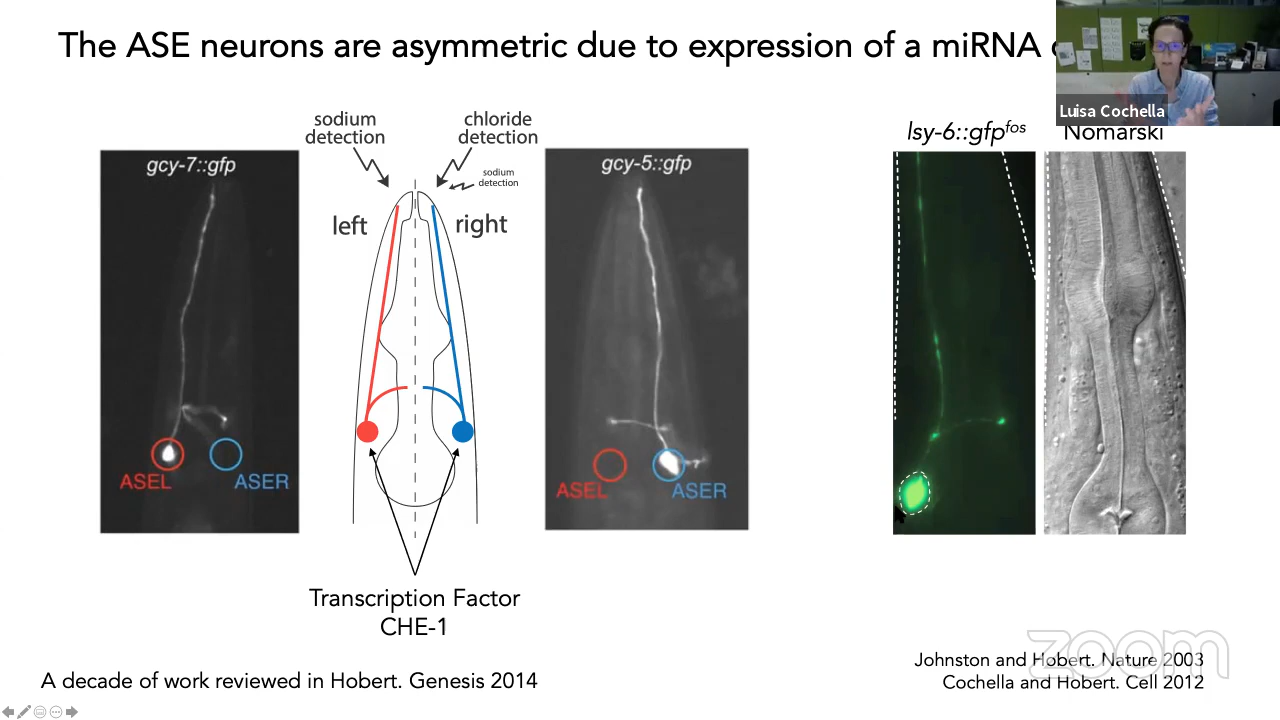 The ASE neurons are asymmetric due to expression of a miRNA
Luisa Cochella
sodium
detection
chloride
detection
sodium
detection
left
right
gcy-7::gfp
ASEL
ASER
gcy-5::gfp
ASEL
ASER
lsy-6::gfpfos
Nomarski
Transcription Factor
CHE-1
A decade of work reviewed in Hobert. Genesis 2014
Johnston and Hobert. Nature 2003
Cochella and Hobert. Cell 2012
zoom